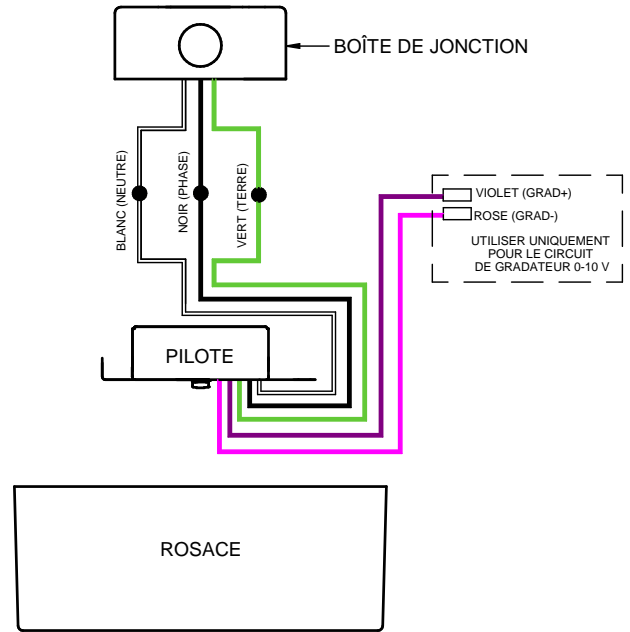 BOÎTE DE JONCTION
BLANC (NEUTRE)
NOIR (PHASE)
VERT (TERRE)
VIOLET (GRAD+)
ROSE (GRAD-)
UTILISER UNIQUEMENT
POUR LE CIRCUIT
DE GRADATEUR 0-10 V
PILOTE
ROSACE